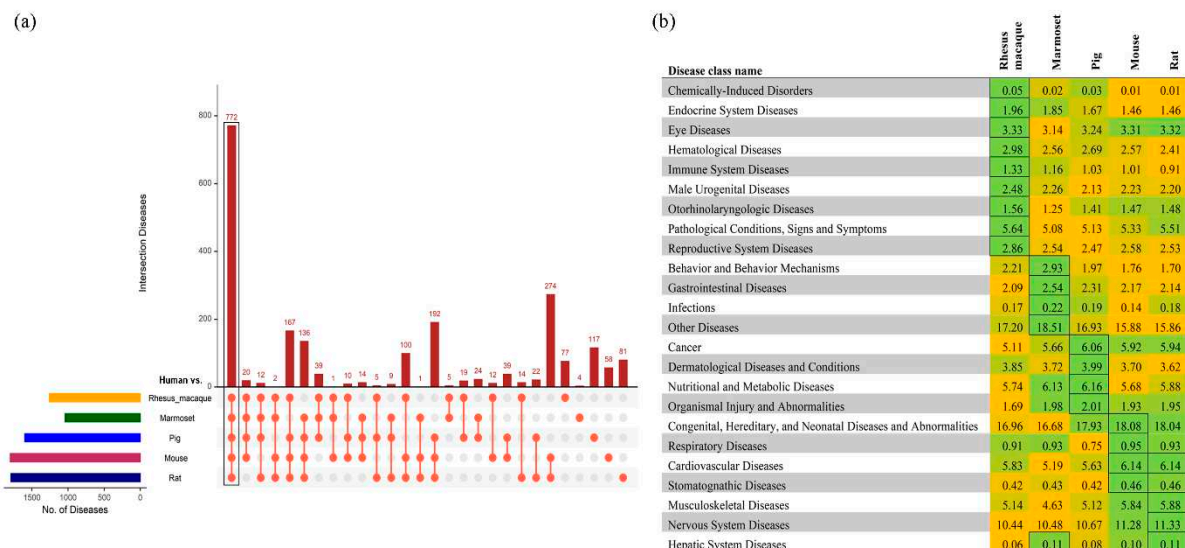 (a)
(b)
Rhesus macaque
Marmoset
Pig
Mouse
Rat
Disease class name
Chemically-Induced Disorders 0.05 0.02 0.03 0.01 0.01
Endocrine System Diseases 1.96 1.85 1.67 1.46 1.46
Eye Diseases 3.33 3.14 3.24 3.31 3.32
Hematological Diseases 2.98 2.56 2.69 2.57 2.41
Immune System Diseases 1.33 1.16 1.03 1.01 0.91
Male Urogenital Diseases 2.48 2.26 2.13 2.23 2.20
Otorhinolaryngologic Diseases 1.56 1.25 1.41 1.47 1.48
Pathological Conditions, Signs and Symptoms 5.64 5.08 5.13 5.33 5.51
Reproductive System Diseases 2.86 2.54 2.47 2.58 2.53
Behavior and Behavior Mechanisms 2.21 2.93 1.97 1.76 1.70
Gastrointestinal Diseases 2.09 2.54 2.31 2.17 2.14
Infections 0.17 0.22 0.19 0.14 0.18
Other Diseases 17.20 18.51 16.93 15.88 15.86
Cancer 5.11 5.66 6.06 5.92 5.94
Dermatological Diseases and Conditions 3.85 3.72 3.99 3.70 3.62
Nutritional and Metabolic Diseases 5.74 6.13 6.16 5.68 5.88
Organismal Injury and Abnormalities 1.69 1.98 2.01 1.93 1.95
Congenital, Hereditary, and Neonatal Diseases and Abnormalities 16.96 16.68 17.93 18.08 18.04
Respiratory Diseases 0.91 0.93 0.75 0.95 0.93
Cardiovascular Diseases 5.83 5.19 5.63 6.14 6.14
Stomatognathic Diseases 0.42 0.43 0.42 0.46 0.46
Musculoskeletal Diseases 5.14 4.63 5.12 5.84 5.88
Nervous System Diseases 10.44 10.48 10.67 11.28 11.33
Hepatic System Diseases 0.06 0.11 0.08 0.10 0.11
Intersection Diseases
800
600
400
200
0
772 20 12 2 167 136 39 1 10 14 5 9 100 1 192 5 19 24 12 39 14 22 274 77 4 117 58 81
Human vs.
Rhesus_macaque
Marmoset
Pig
Mouse
Rat
1500 1000 500 0
No. of Diseases